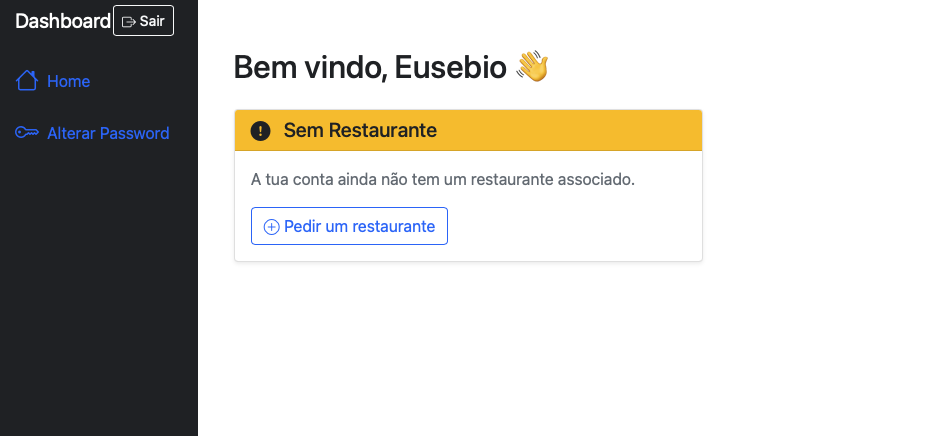 Dashboard Sair
Home
Alterar Password
Bem vindo, Eusebio 👋
Sem Restaurante
A tua conta ainda não tem um restaurante associado.
Pedir um restaurante